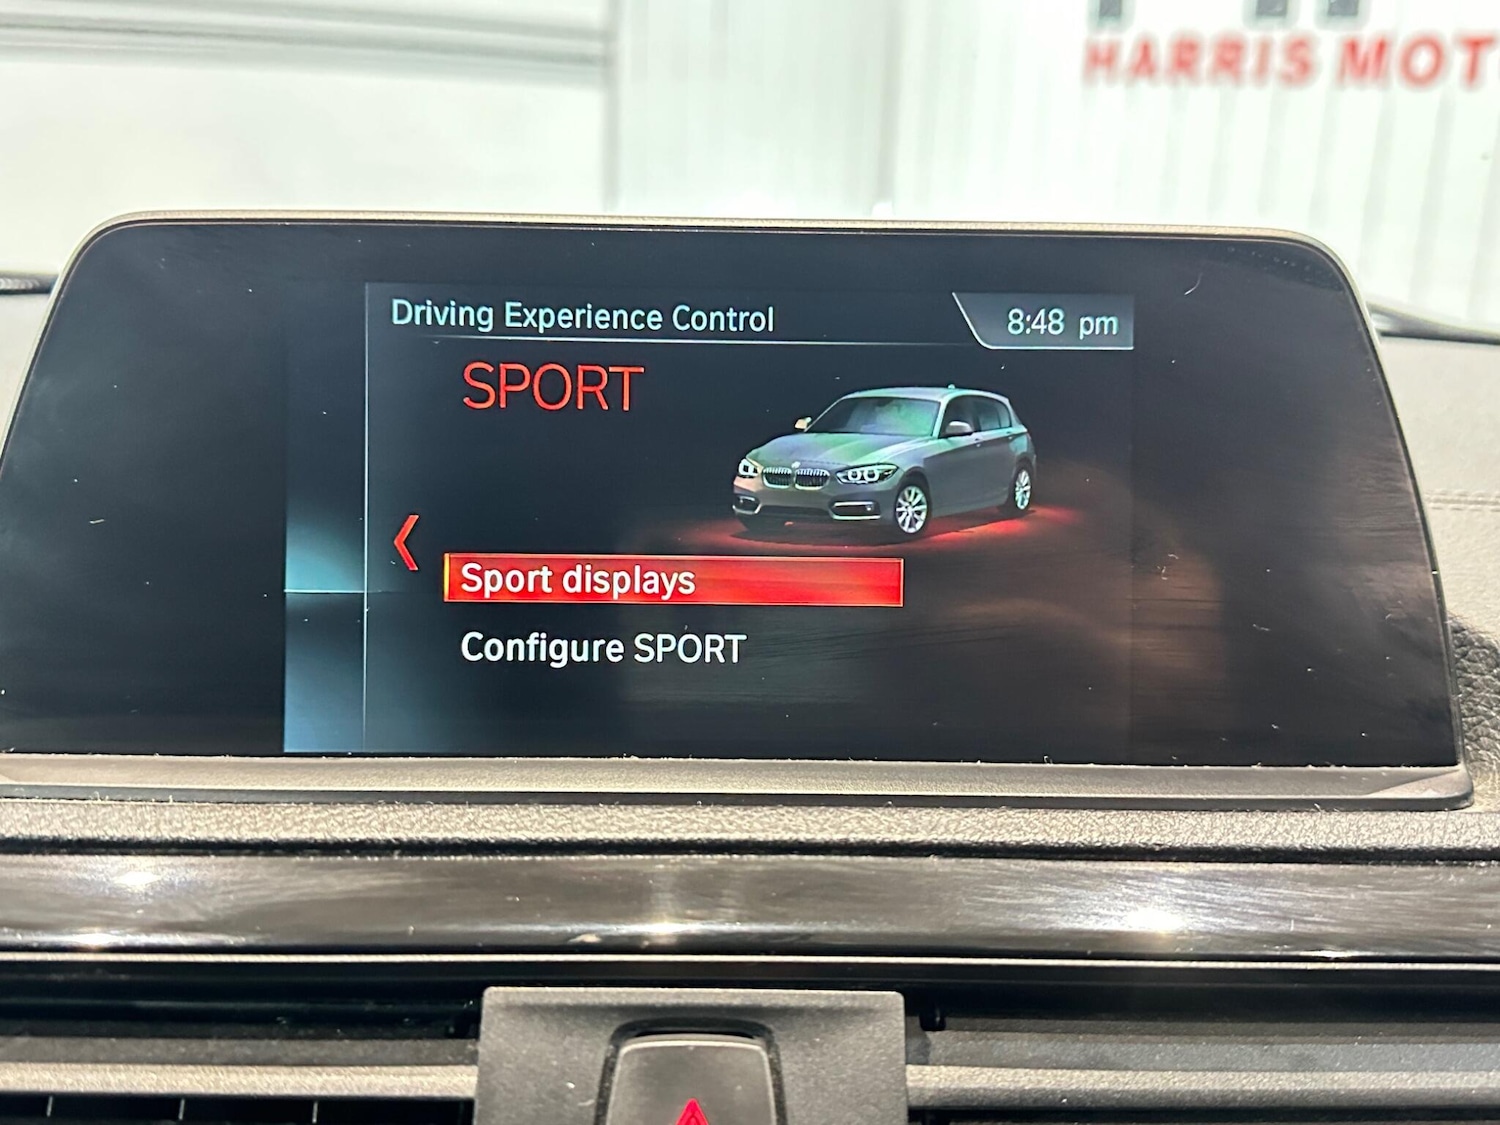 HARRIS MOT
Driving Experience Control
8:48 pm
SPORT
Sport displays
Configure SPORT